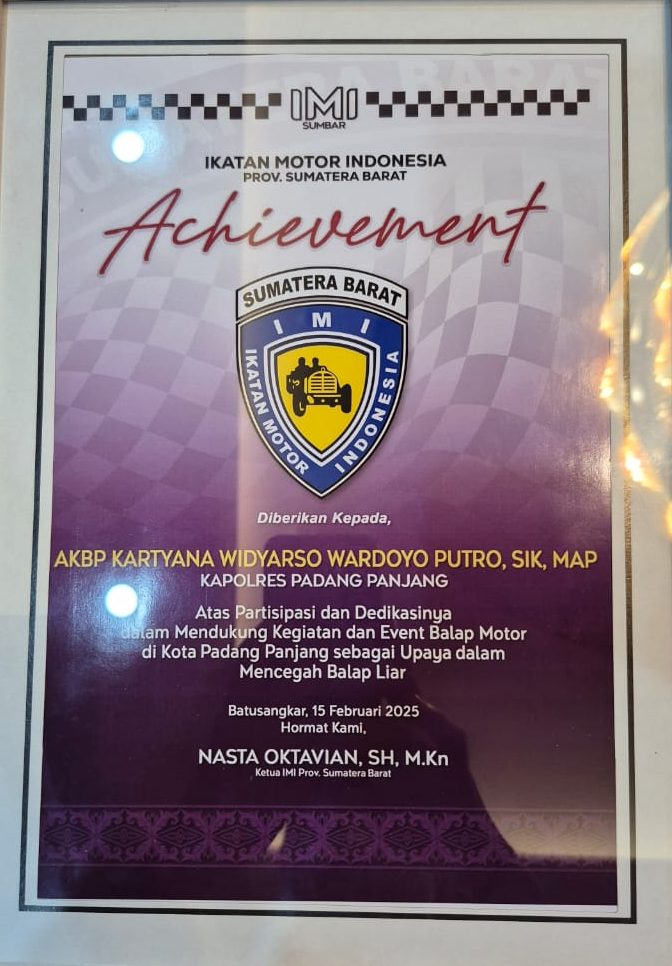 IMI
SUMBAR
IKATAN MOTOR INDONESIA
PROV. SUMATERA BARAT
Achievement
SUMATERA BARAT
IMI
IKATAN MOTOR INDONESIA
Diberikan Kepada,
AKBP KARTYANA WIDYARSO WARDOYO PUTRO, SIK, MAP
KAPOLRES PADANG PANJANG
Atas Partisipasi dan Dedikasinya
dalam Mendukung Kegiatan dan Event Balap Motor
di Kota Padang Panjang sebagai Upaya dalam
Mencegah Balap Liar
Batusangkar, 15 Februari 2025
Hormat Kami,
NASTA OKTAVIAN, SH, M.Kn
Ketua IMI Prov. Sumatera Barat